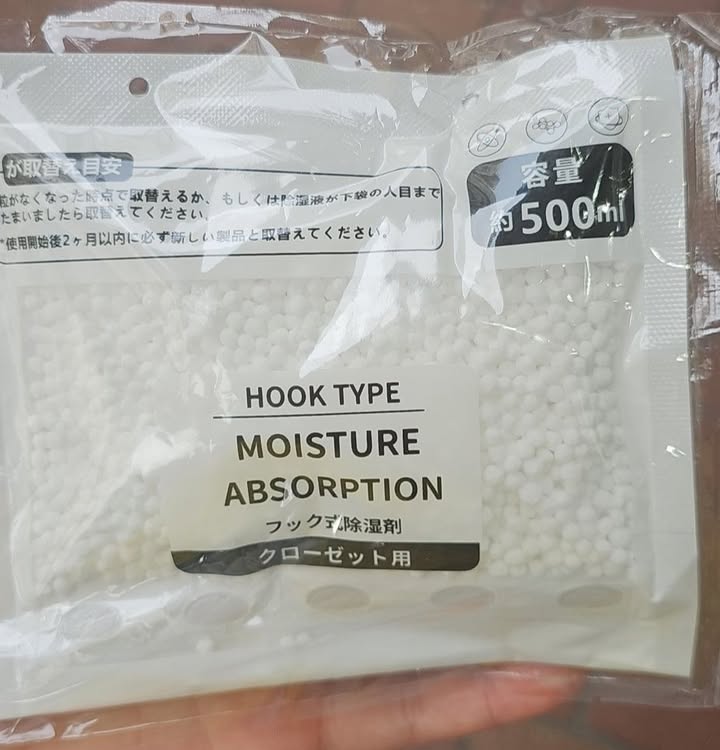 が取替え目安
粒がなくなった時点で取替えるか、もしくは除湿液が下袋の人目まで
たまいましたら取替えてください。
*使用開始後2ヶ月以内に必ず新しい製品と取替えてください。
容量
約500ml
HOOK TYPE
MOISTURE
ABSORPTION
フック式除湿剤
クローゼット用